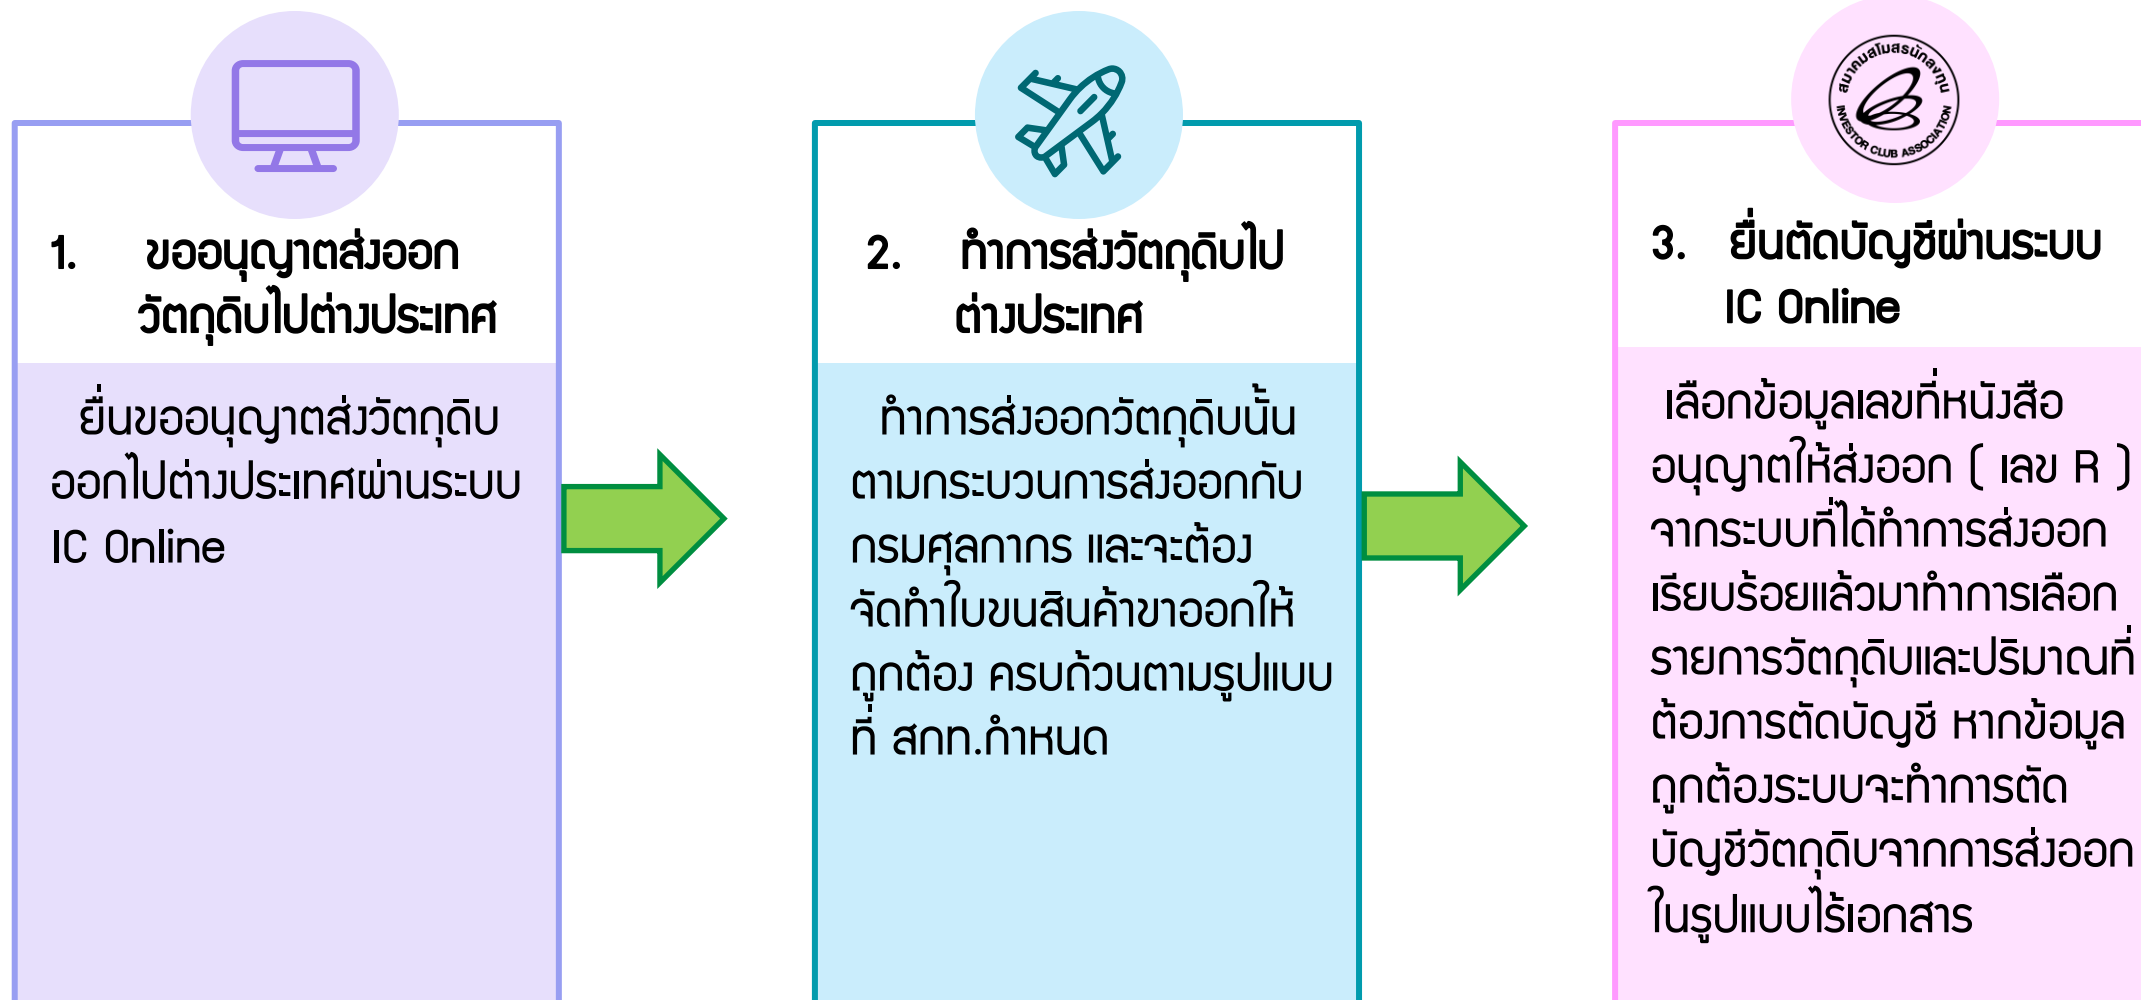 สมาคมสโมสรนักลงทุน
INVESTOR CLUB ASSOCIATION
1. ขออนุญาตส่งออก
วัตถุดิบไปต่างประเทศ
ยื่นขออนุญาตส่งวัตถุดิบ
ออกไปต่างประเทศผ่านระบบ
IC Online
2. ทำการส่งวัตถุดิบไป
ต่างประเทศ
ทำการส่งออกวัตถุดิบนั้น
ตามกระบวนการส่งออกกับ
กรมศุลกากร และจะต้อง
จัดทำใบขนสินค้าขาออกให้
ถูกต้อง ครบถ้วนตามรูปแบบ
ที่ สกท.กำหนด
3. ยื่นตัดบัญชีผ่านระบบ
IC Online
เลือกข้อมูลเลขที่หนังสือ
อนุญาตให้ส่งออก ( เลข R )
จากระบบที่ได้ทำการส่งออก
เรียบร้อยแล้วมาทำการเลือก
รายการวัตถุดิบและปริมาณที่
ต้องการตัดบัญชี หากข้อมูล
ถูกต้องระบบจะทำการตัด
บัญชีวัตถุดิบจากการส่งออก
ในรูปแบบไร้เอกสาร